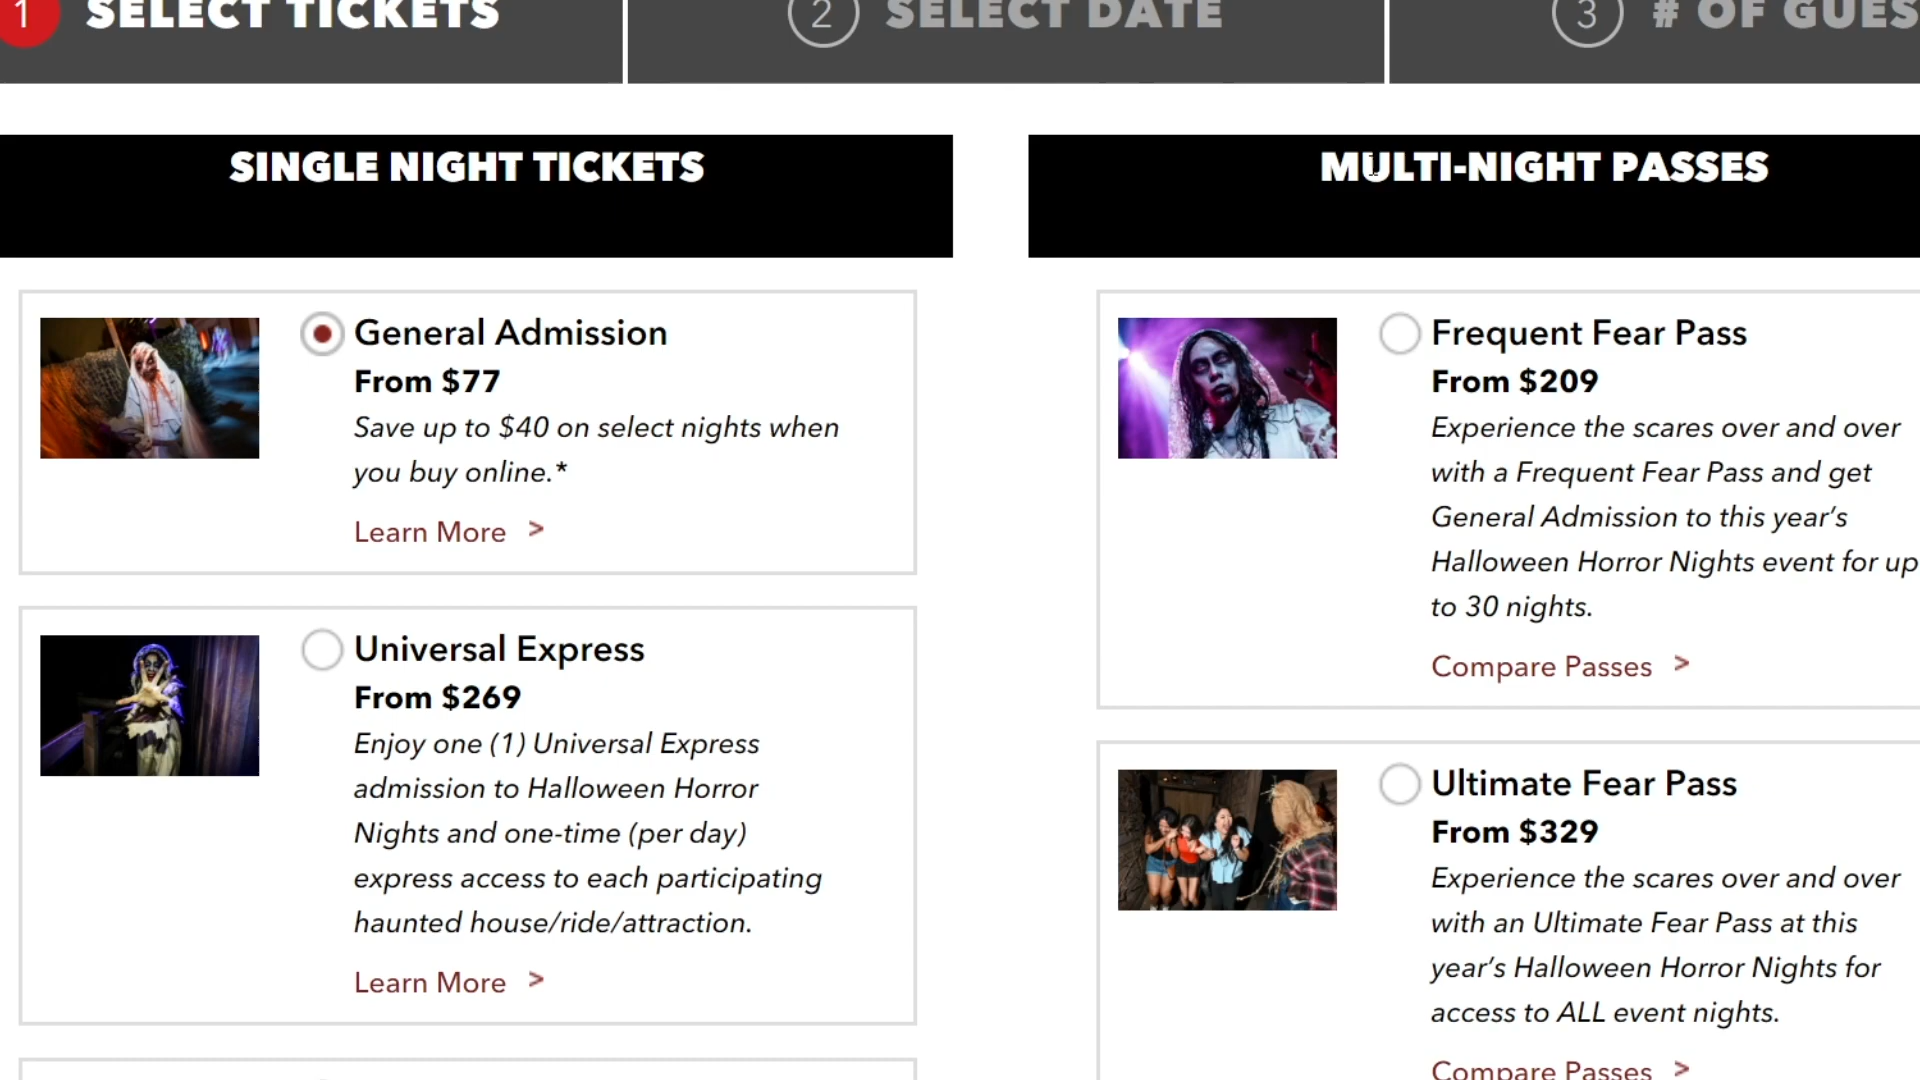 1 SELECT TICKETS
2 SELECT DATE
3 # OF GUES
SINGLE NIGHT TICKETS
General Admission
From $77
Save up to $40 on select nights when
you buy online.*
Learn More >
Universal Express
From $269
Enjoy one (1) Universal Express
admission to Halloween Horror
Nights and one-time (per day)
express access to each participating
haunted house/ride/attraction.
Learn More >
MULTI-NIGHT PASSES
Frequent Fear Pass
From $209
Experience the scares over and over
with a Frequent Fear Pass and get
General Admission to this year’s
Halloween Horror Nights event for up
to 30 nights.
Compare Passes >
Ultimate Fear Pass
From $329
Experience the scares over and over
with an Ultimate Fear Pass at this
year’s Halloween Horror Nights for
access to ALL event nights.
Compare Passes >